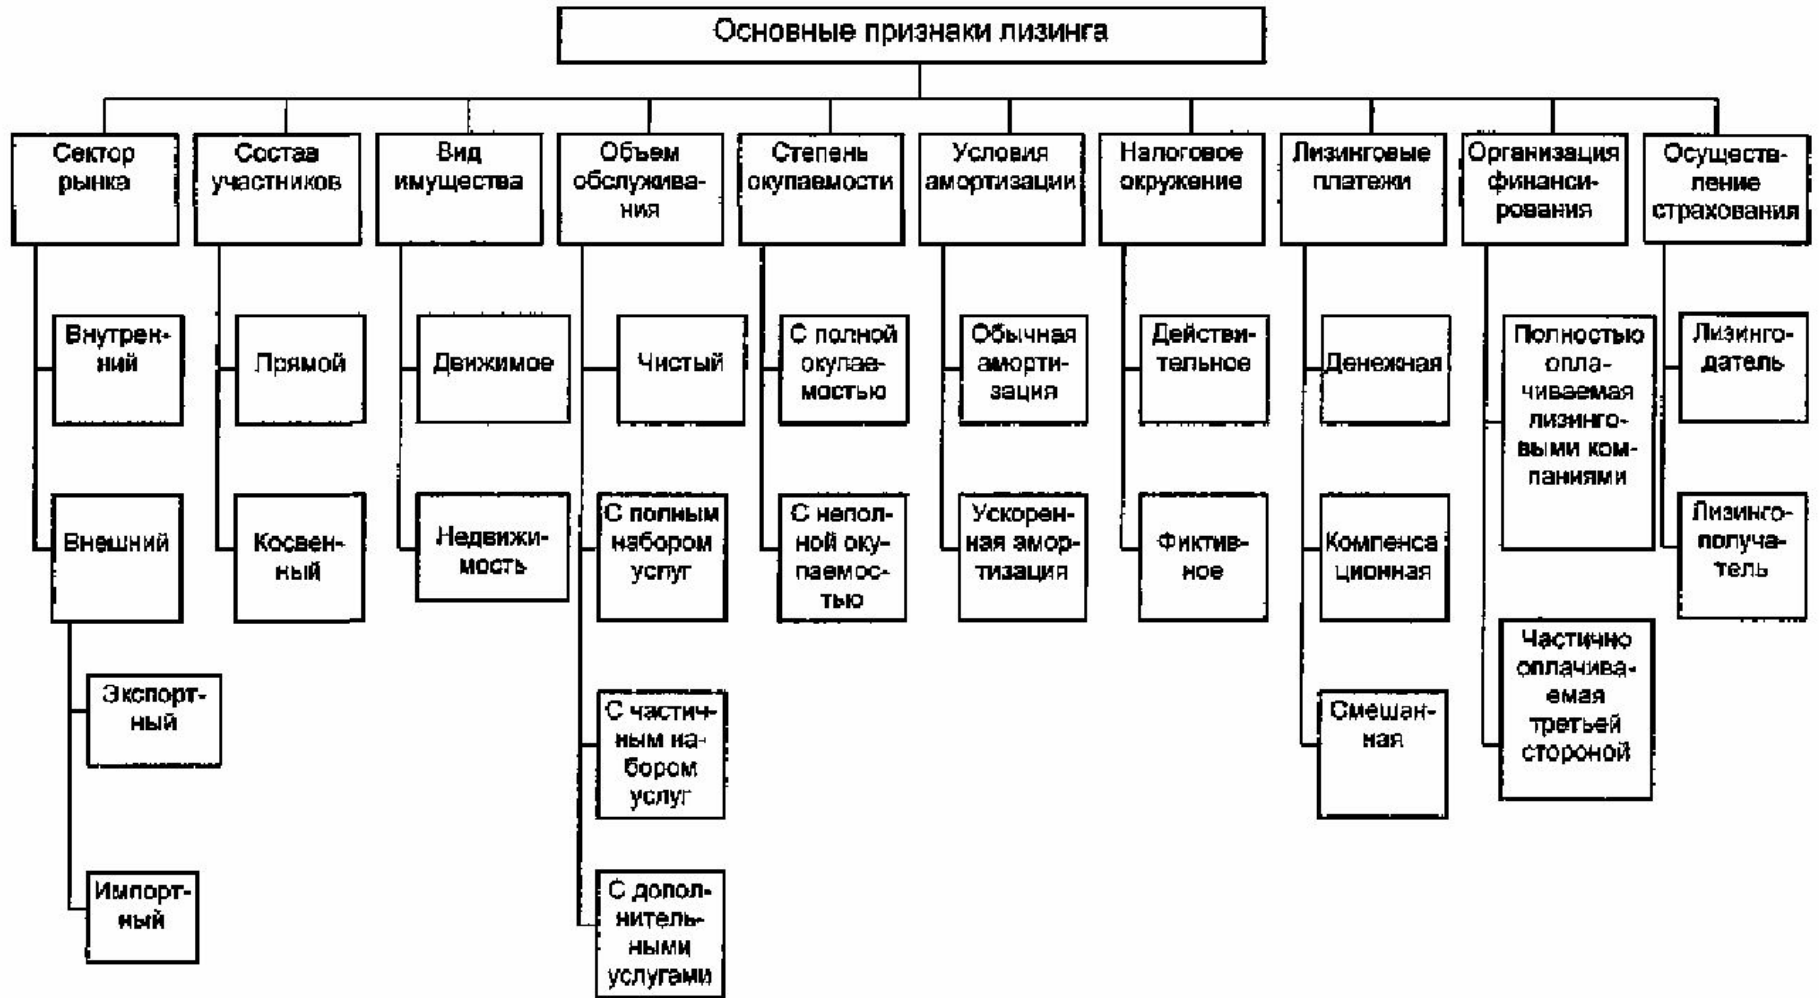 Основные признаки лизинга
Сектор
рынка
Состав
участников
Вид
имущества
Объем
обслужива-
ния
Степень
окупаемости
Условия
амортизации
Налоговое
окружение
Лизинговые
платежи
Организация
финанси-
рования
Осуществ-
ление
страхования
Внутрен-
ний
Внешний
Экспорт-
ный
Импорт-
ный
Прямой
Косвен-
ный
Движимое
Недвижи-
мость
Чистый
С полным
набором
услуг
С частич-
ным на-
бором
услуг
С допол-
нитель-
ными
услугами
С полной
окупае-
мостью
С непол-
ной оку-
паемос-
тью
Обычная
аморти-
зация
Ускорен-
ная амор-
тизация
Действи-
тельное
Фиктив-
ное
Денежная
Компенса
ционная
Смешан-
ная
Полностью
опла-
чиваемая
лизинго-
выми ком-
паниями
Частично
оплачива-
емая
третьей
стороной
Лизинго-
датель
Лизинго-
получа-
тель